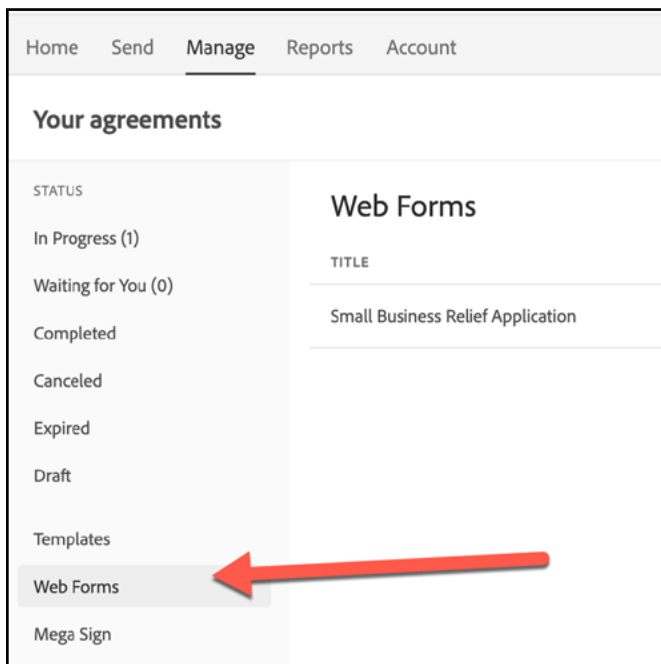 Home Send Manage Reports Account
Your agreements
STATUS
In Progress (1)
Waiting for You (0)
Completed
Canceled
Expired
Draft
Templates
Web Forms
Mega Sign
Web Forms
TITLE
Small Business Relief Application